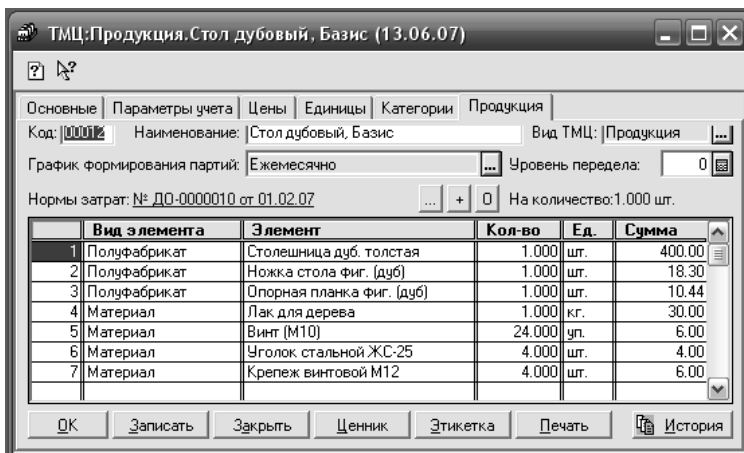 ТМЦ:Продукция.Стол дубовый, Базис (13.06.07)
Основные Параметры учета Цены Единицы Категории Продукция
Код: 00012 Наименование: Стол дубовый, Базис Вид ТМЦ: Продукция ...
График формирования партий: Ежемесячно ... Уровень передела: 0
Нормы затрат: № ДО-0000010 от 01.02.07 ... + 0 На количество:1.000 шт.
Вид элемента Элемент Кол-во Ед. Сумма
1 Полуфабрикат Столешница дуб. толстая 1.000 шт. 400.00
2 Полуфабрикат Ножка стола фиг. (дуб) 1.000 шт. 18.30
3 Полуфабрикат Опорная планка фиг. (дуб) 1.000 шт. 10.44
4 Материал Лак для дерева 1.000 кг. 30.00
5 Материал Винт (М10) 24.000 уп. 6.00
6 Материал Уголок стальной ЖС-25 4.000 шт. 4.00
7 Материал Крепеж винтовой М12 4.000 шт. 6.00
OK Записать Закрыть Ценник Этикетка Печать История